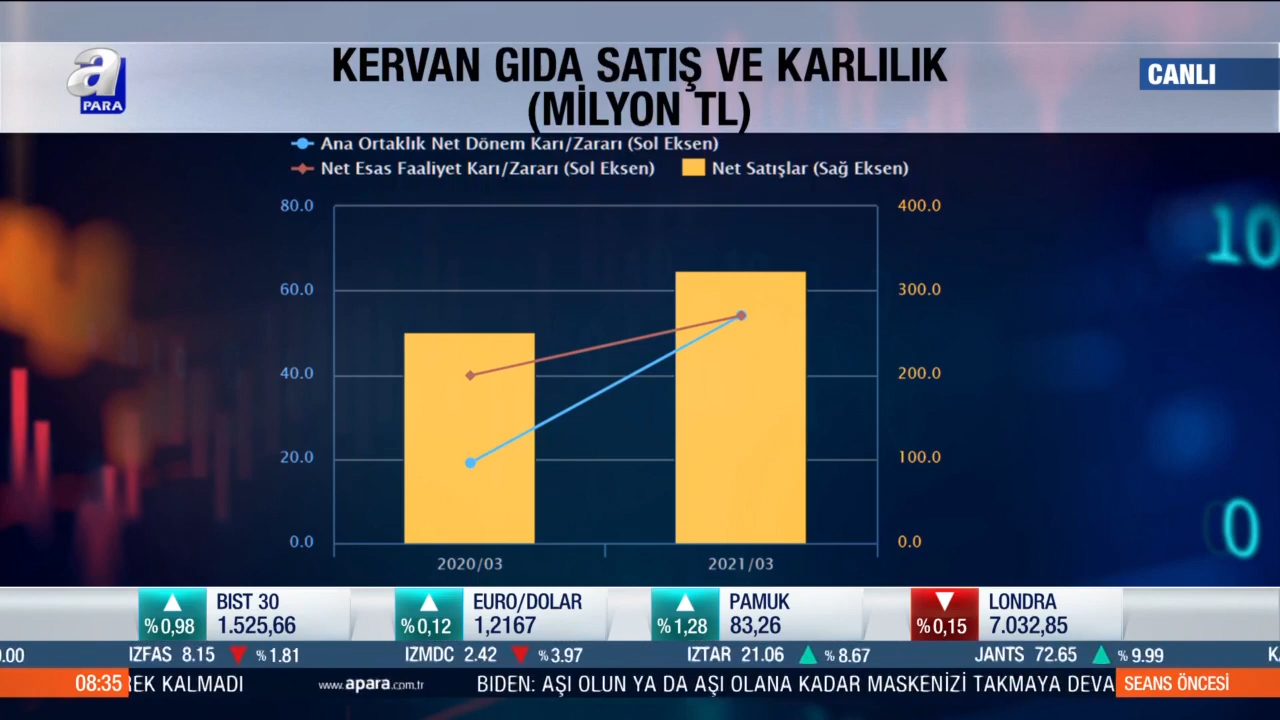 a
PARA
KERVAN GIDA SATIŞ VE KARLILIK
(MİLYON TL)
CANLI
Ana Ortaklık Net Dönem Karı/Zararı (Sol Eksen)
Net Esas Faaliyet Karı/Zararı (Sol Eksen) Net Satışlar (Sağ Eksen)
80.0 400.0
60.0 300.0
40.0 200.0
20.0 100.0
0.0 0.0
2020/03 2021/03
10
0
BIST 30 EURO/DOLAR PAMUK LONDRA
%0,98 1.525,66 %0,12 1,2167 %1,28 83,26 %0,15 7.032,85
0.00 IZFAS 8.15 %1.81 IZMDC 2.42 %3.97 IZTAR 21.06 %8.67 JANTS 72.65 %9.99 K
08:35 REK KALMADI www.apara.com.tr BIDEN: AŞI OLUN YA DA AŞI OLANA KADAR MASKENİZİ TAKMAYA DEVA SEANS ÖNCESİ